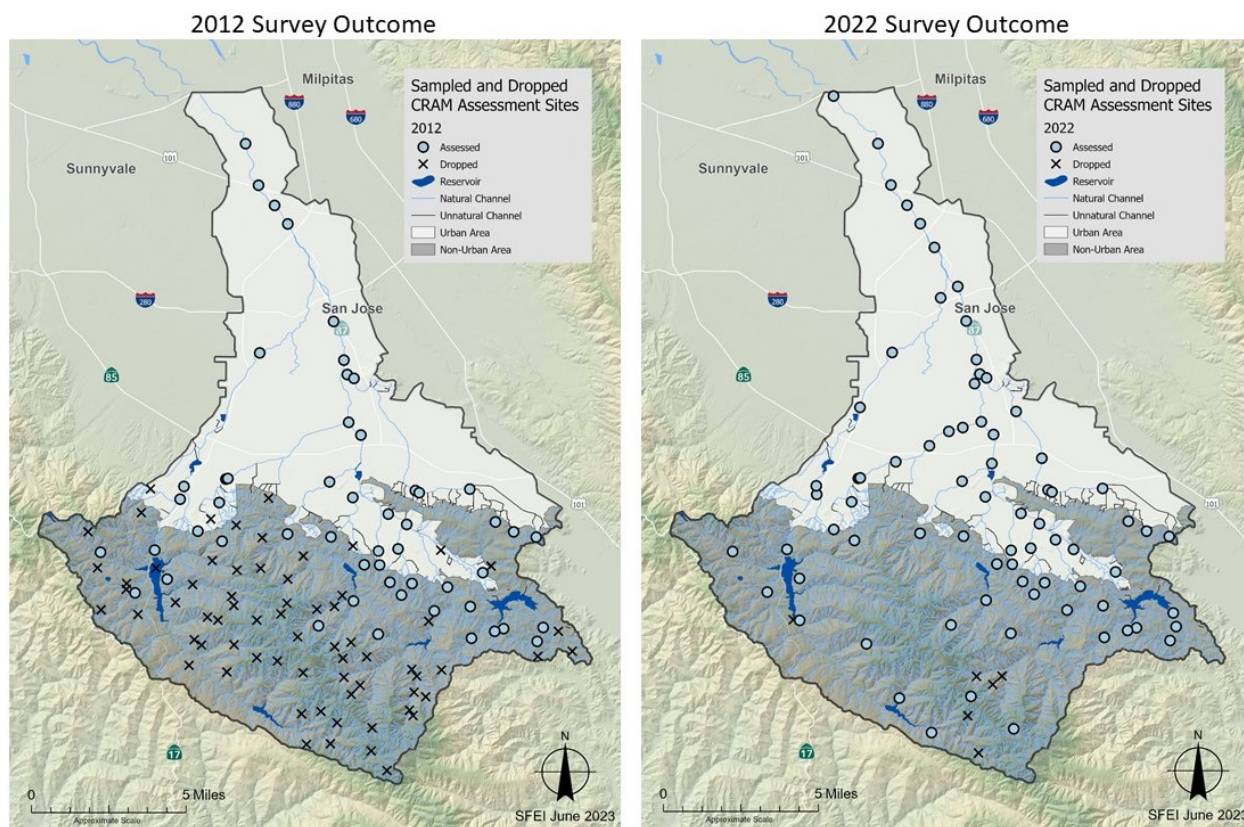 2012 Survey Outcome
Milpitas
880
680
Sunnyvale
101
280
San Jose
87
85
101
17
Sampled and Dropped
CRAM Assessment Sites
2012
Assessed
Dropped
Reservoir
Natural Channel
Unnatural Channel
Urban Area
Non-Urban Area
0
5 Miles
Approximate Scale
N
SFEI June 2023
2022 Survey Outcome
Milpitas
880
680
Sunnyvale
101
280
San Jose
87
85
101
17
Sampled and Dropped
CRAM Assessment Sites
2022
Assessed
Dropped
Reservoir
Natural Channel
Unnatural Channel
Urban Area
Non-Urban Area
0
5 Miles
Approximate Scale
N
SFEI June 2023